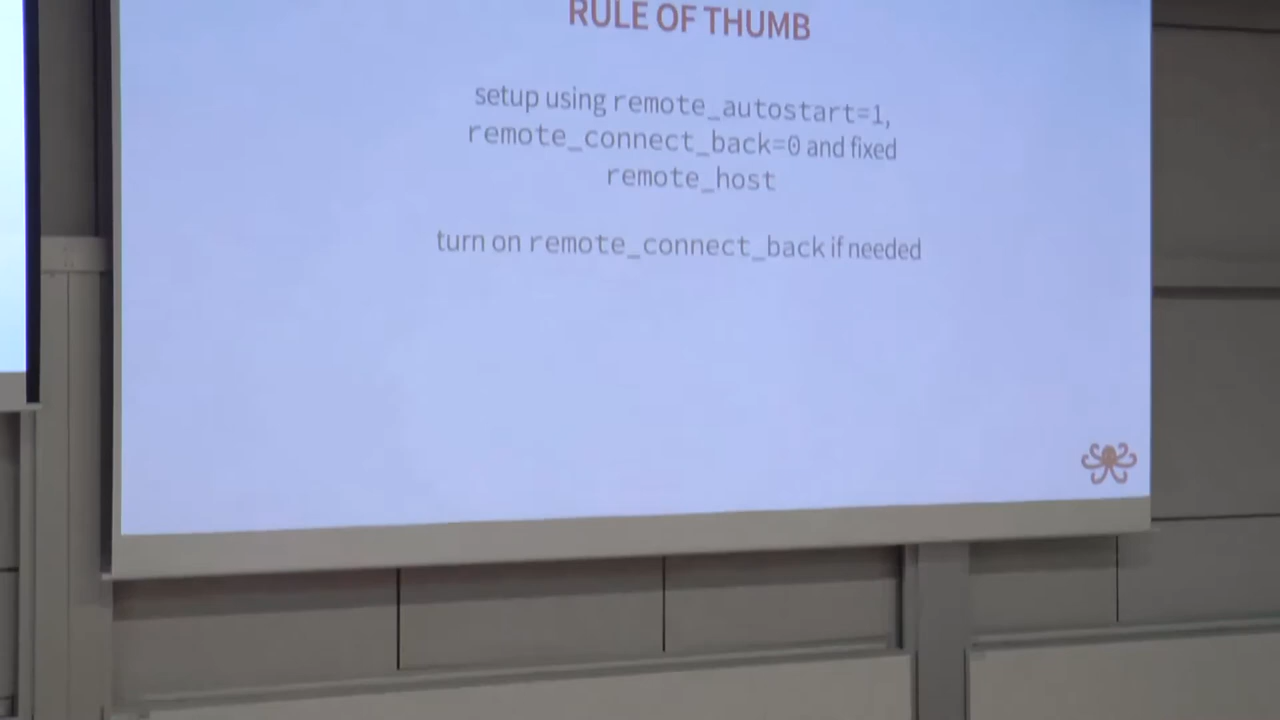 RULE OF THUMB
setup using remote_autostart=1,
remote_connect_back=0 and fixed
remote_host
turn on remote_connect_back if needed